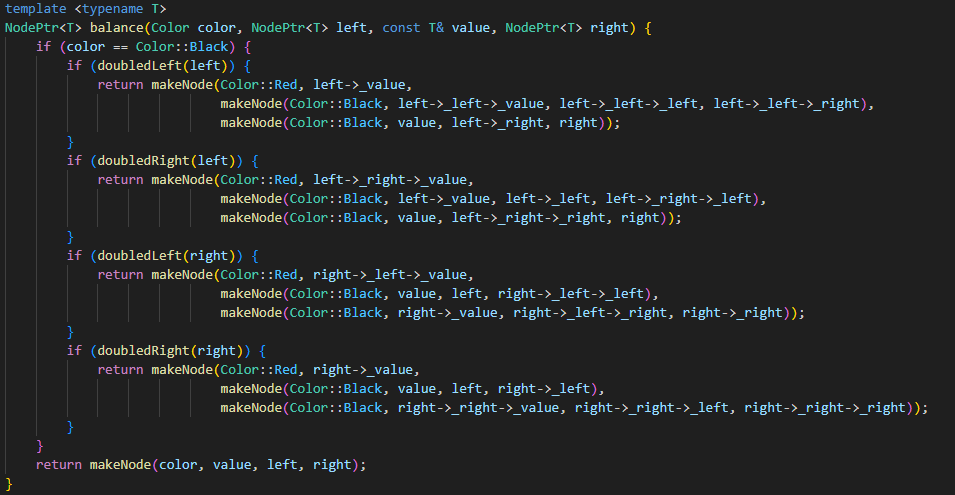 template <typename T>
NodePtr<T> balance(Color color, NodePtr<T> left, const T& value, NodePtr<T> right) {
    if (color == Color::Black) {
        if (doubledLeft(left)) {
            return makeNode(Color::Red, left->_value,
                            makeNode(Color::Black, left->_left->_value, left->_left->_left, left->_left->_right),
                            makeNode(Color::Black, value, left->_right, right));
        }
        if (doubledRight(left)) {
            return makeNode(Color::Red, left->_right->_value,
                            makeNode(Color::Black, left->_value, left->_left, left->_right->_left),
                            makeNode(Color::Black, value, left->_right->_right, right));
        }
        if (doubledLeft(right)) {
            return makeNode(Color::Red, right->_left->_value,
                            makeNode(Color::Black, value, left, right->_left->_left),
                            makeNode(Color::Black, right->_value, right->_left->_right, right->_right));
        }
        if (doubledRight(right)) {
            return makeNode(Color::Red, right->_value,
                            makeNode(Color::Black, value, left, right->_left),
                            makeNode(Color::Black, right->_right->_value, right->_right->_left, right->_right->_right));
        }
    }
    return makeNode(color, value, left, right);
}